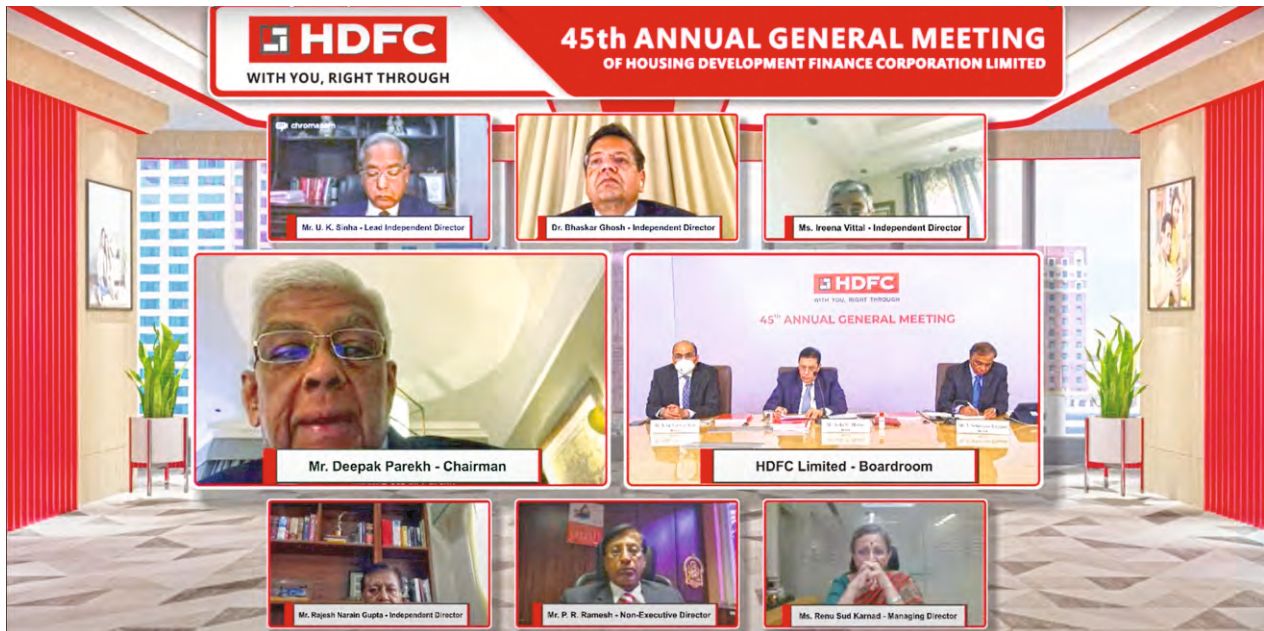 HDFC
WITH YOU, RIGHT THROUGH
45th ANNUAL GENERAL MEETING
OF HOUSING DEVELOPMENT FINANCE CORPORATION LIMITED
Mr. U. K. Sinha - Lead Independent Director
Dr. Bhaskar Ghosh - Independent Director
Ms. Ireena Vittal - Independent Director
Mr. Deepak Parekh - Chairman
HDFC
WITH YOU, RIGHT THROUGH
45TH ANNUAL GENERAL MEETING
HDFC Limited - Boardroom
Mr. Rajesh Narain Gupta - Independent Director
Mr. P. R. Ramesh - Non-Executive Director
Ms. Renu Sud Karnad - Managing Director